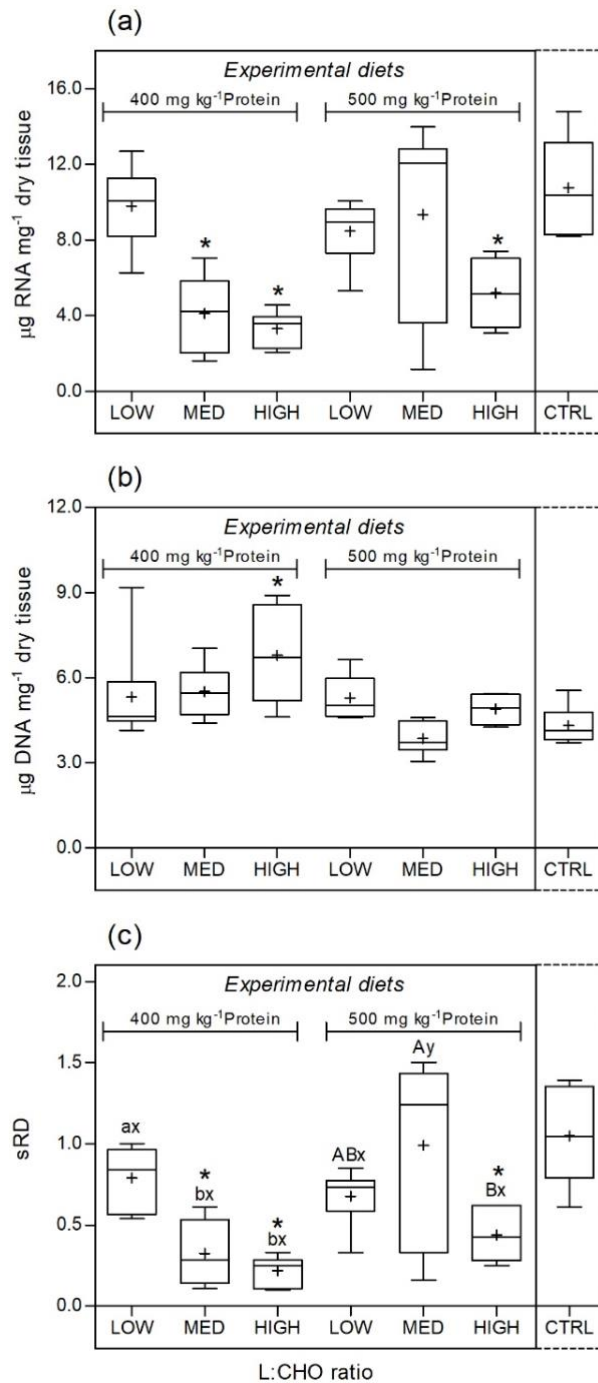 (a)
Experimental diets
400 mg kg⁻¹Protein 500 mg kg⁻¹Protein
16.0
12.0
8.0
4.0
0.0
µg RNA mg⁻¹ dry tissue
* * *
LOW MED HIGH LOW MED HIGH CTRL
(b)
Experimental diets
400 mg kg⁻¹Protein 500 mg kg⁻¹Protein
12.0
9.0
6.0
3.0
0.0
µg DNA mg⁻¹ dry tissue
*
LOW MED HIGH LOW MED HIGH CTRL
(c)
Experimental diets
400 mg kg⁻¹Protein 500 mg kg⁻¹Protein
2.0
1.5
1.0
0.5
0.0
sRD
ax
*
bx
*
bx
ABx
Ay
*
Bx
LOW MED HIGH LOW MED HIGH CTRL
L:CHO ratio